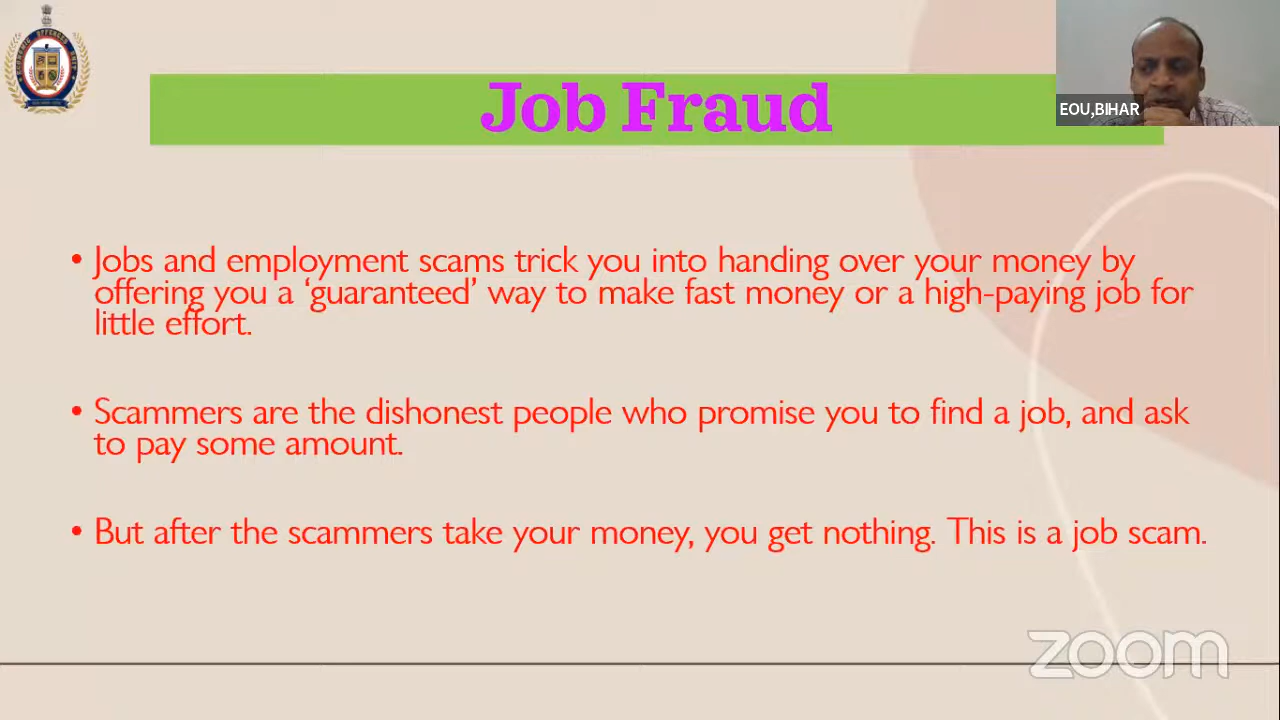 Job Fraud
EOU,BIHAR
• Jobs and employment scams trick you into handing over your money by
offering you a ‘guaranteed’ way to make fast money or a high-paying job for
little effort.
• Scammers are the dishonest people who promise you to find a job, and ask
to pay some amount.
• But after the scammers take your money, you get nothing. This is a job scam.
zoom